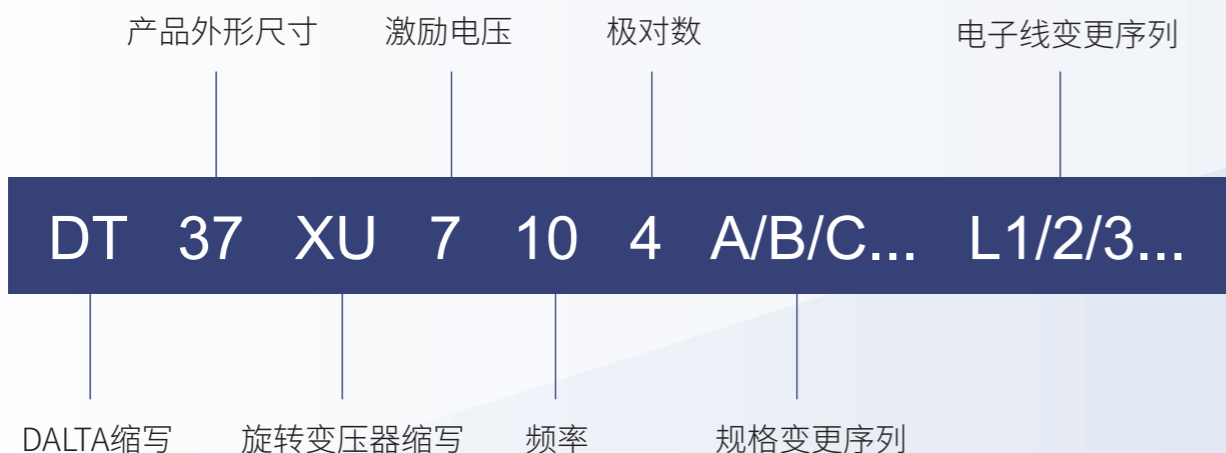 产品外形尺寸 激励电压 极对数 电子线变更序列
DT 37 XU 7 10 4 A/B/C... L1/2/3...
DALTA缩写 旋转变压器缩写 频率 规格变更序列